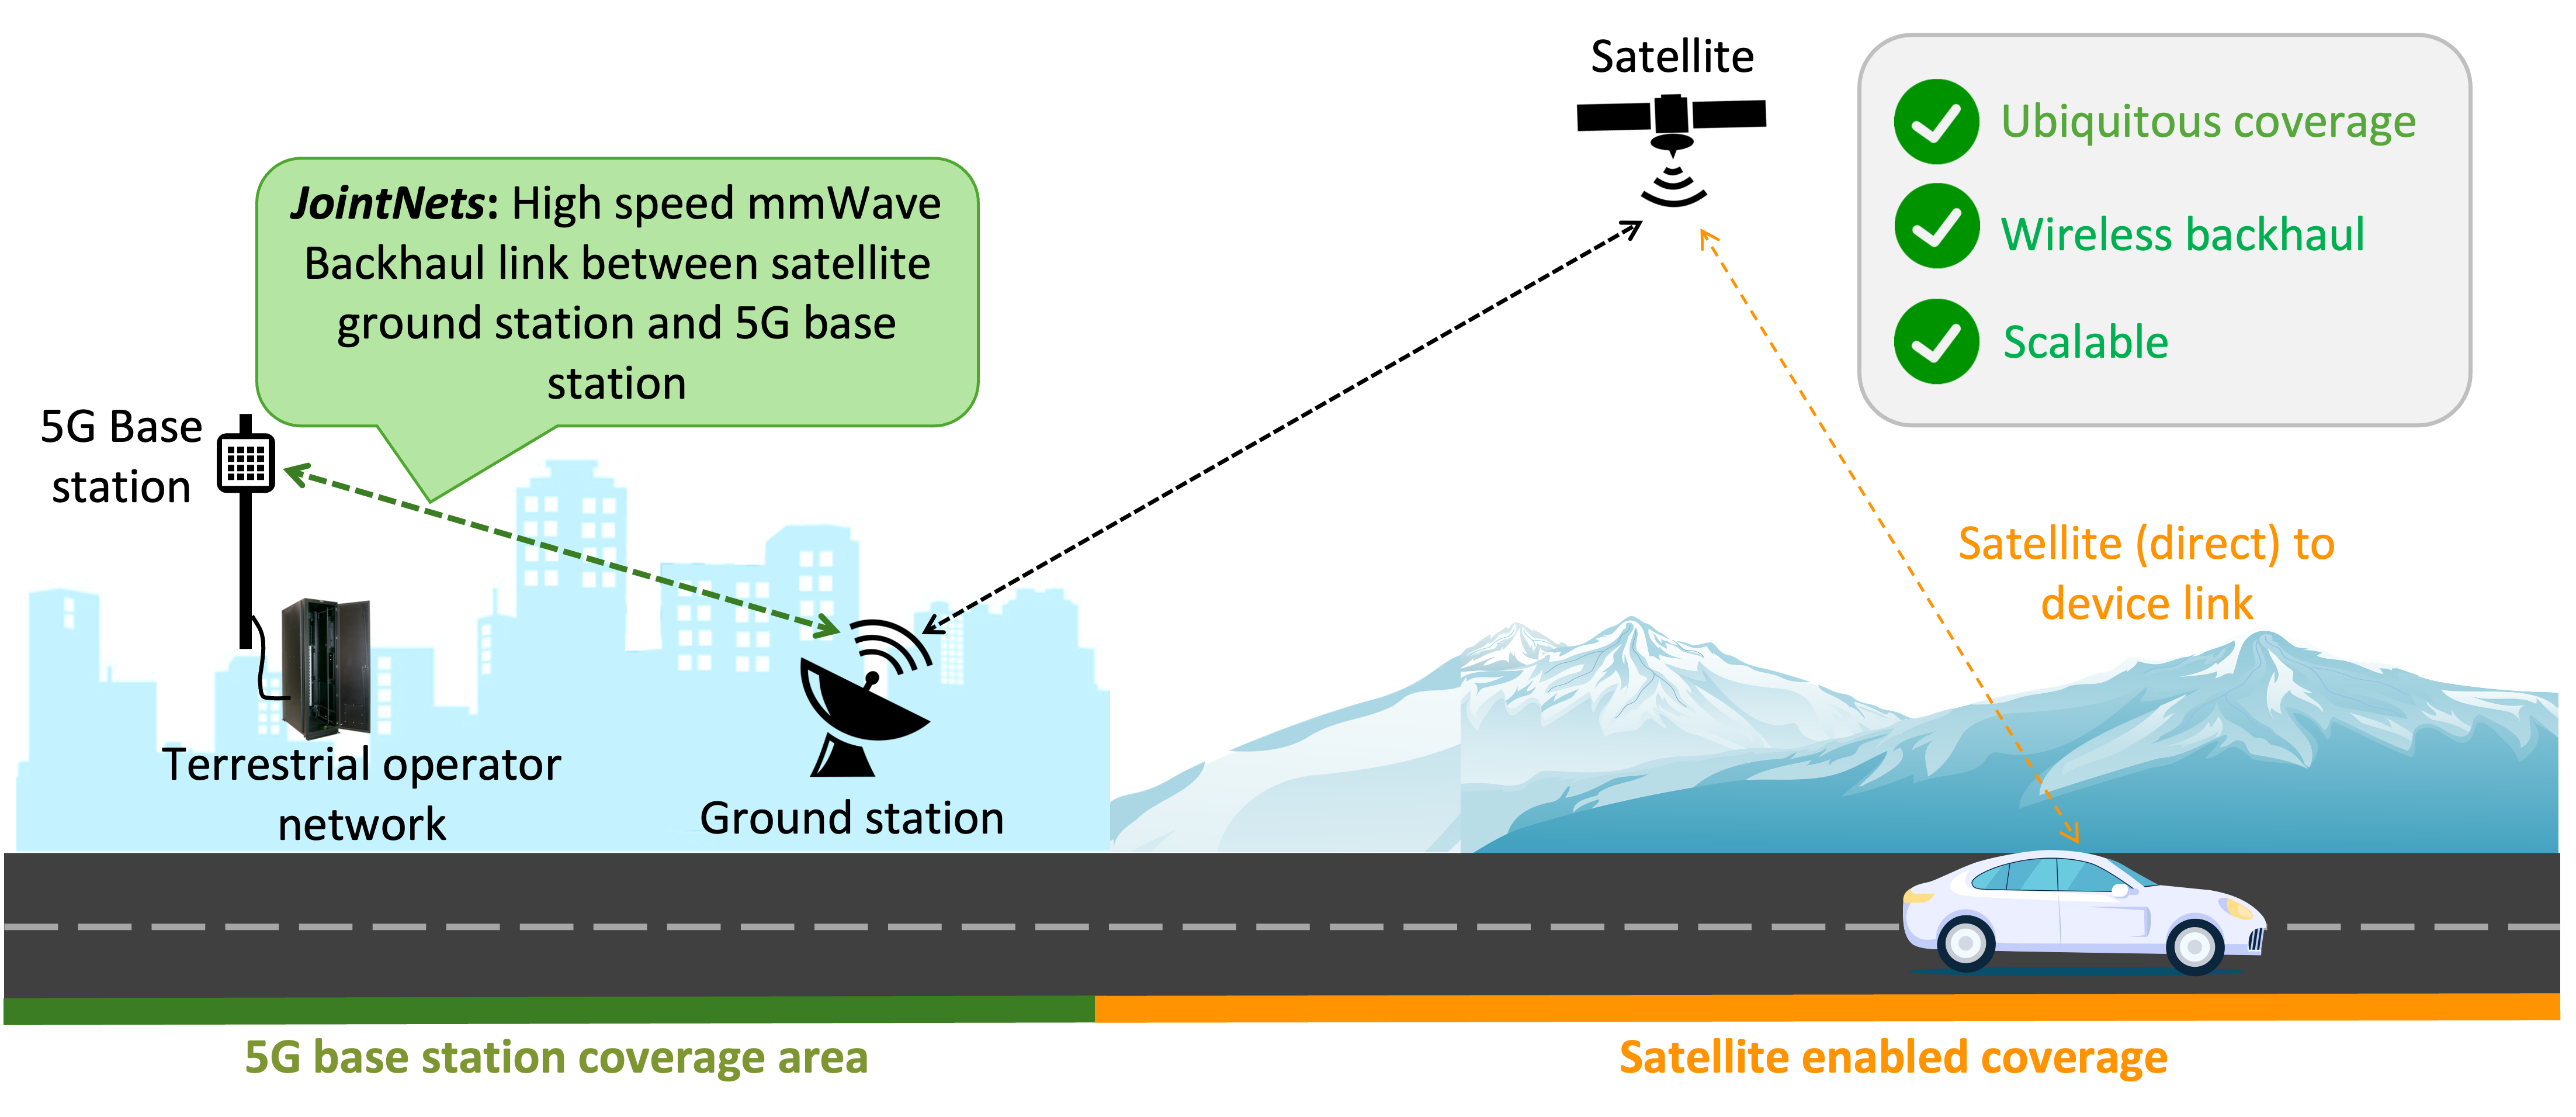 Satellite
Ubiquitous coverage
Wireless backhaul
Scalable
JointNets: High speed mmWave
Backhaul link between satellite
ground station and 5G base
station
5G Base
station
Satellite (direct) to
device link
Terrestrial operator
network
Ground station
5G base station coverage area
Satellite enabled coverage